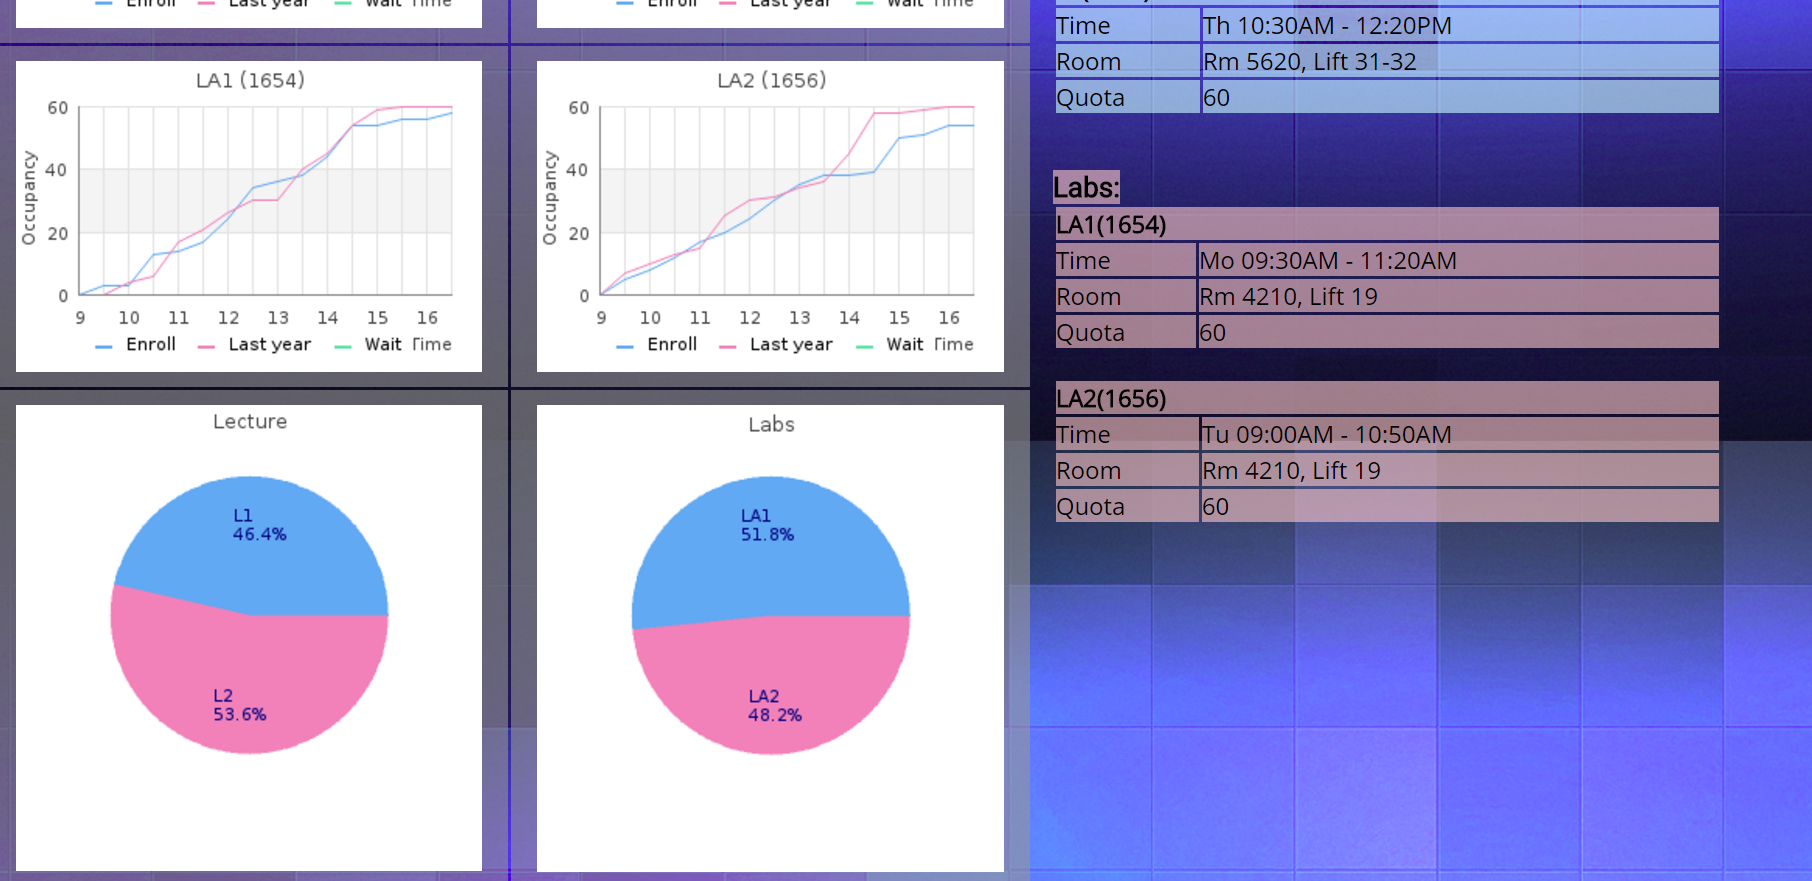 Enroll Last year Wait Time
Enroll Last year Wait Time
LA1 (1654)
Occupancy
60
40
20
0
9 10 11 12 13 14 15 16
Enroll Last year Wait Time
LA2 (1656)
Occupancy
60
40
20
0
9 10 11 12 13 14 15 16
Enroll Last year Wait Time
Lecture
L1
46.4%
L2
53.6%
Labs
LA1
51.8%
LA2
48.2%
Time Th 10:30AM - 12:20PM
Room Rm 5620, Lift 31-32
Quota 60
Labs:
LA1(1654)
Time Mo 09:30AM - 11:20AM
Room Rm 4210, Lift 19
Quota 60
LA2(1656)
Time Tu 09:00AM - 10:50AM
Room Rm 4210, Lift 19
Quota 60